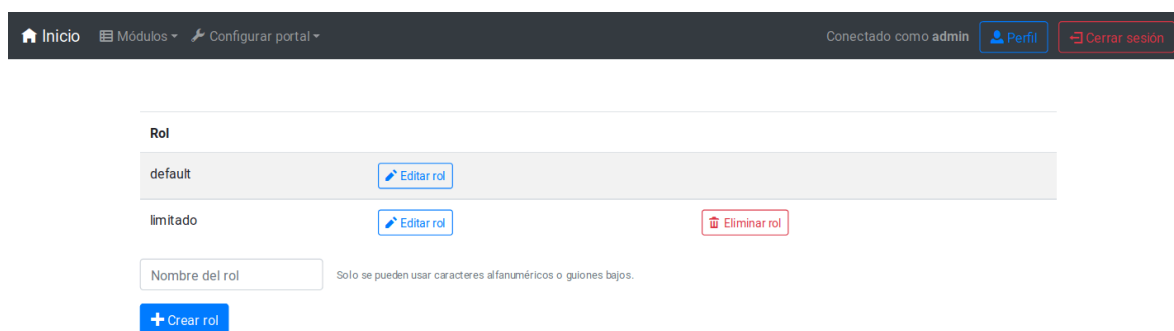 Inicio Módulos Configurar portal Conectado como admin Perfil Cerrar sesión
Rol
default Editar rol
limitado Editar rol Eliminar rol
Nombre del rol Solo se pueden usar caracteres alfanuméricos o guiones bajos.
Crear rol